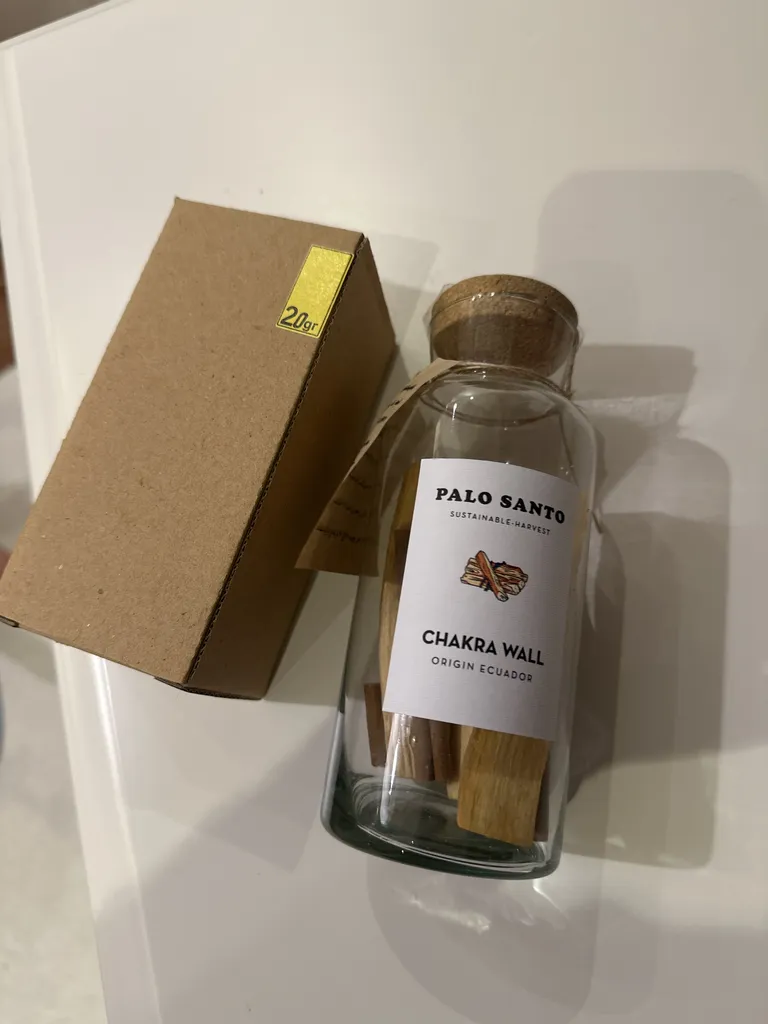 20gr
PALO SANTO
SUSTAINABLE-HARVEST
CHAKRA WALL
ORIGIN ECUADOR